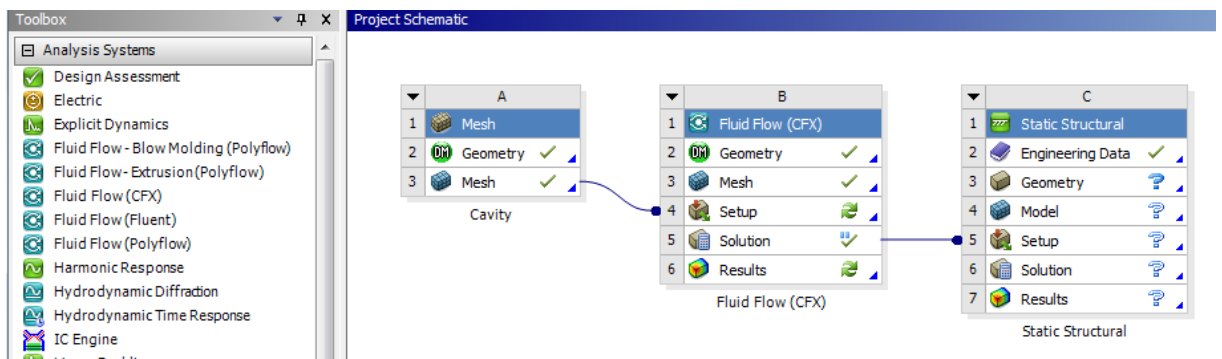 Toolbox
Project Schematic
Analysis Systems
Design Assessment
Electric
Explicit Dynamics
Fluid Flow - Blow Molding (Polyflow)
Fluid Flow - Extrusion (Polyflow)
Fluid Flow (CFX)
Fluid Flow (Fluent)
Fluid Flow (Polyflow)
Harmonic Response
Hydrodynamic Diffraction
Hydrodynamic Time Response
IC Engine
A
1 Mesh
2 DM Geometry
3 Mesh
Cavity
B
1 Fluid Flow (CFX)
2 DM Geometry
3 Mesh
4 Setup
5 Solution
6 Results
Fluid Flow (CFX)
C
1 Static Structural
2 Engineering Data
3 Geometry ?
4 Model ?
5 Setup ?
6 Solution ?
7 Results ?
Static Structural